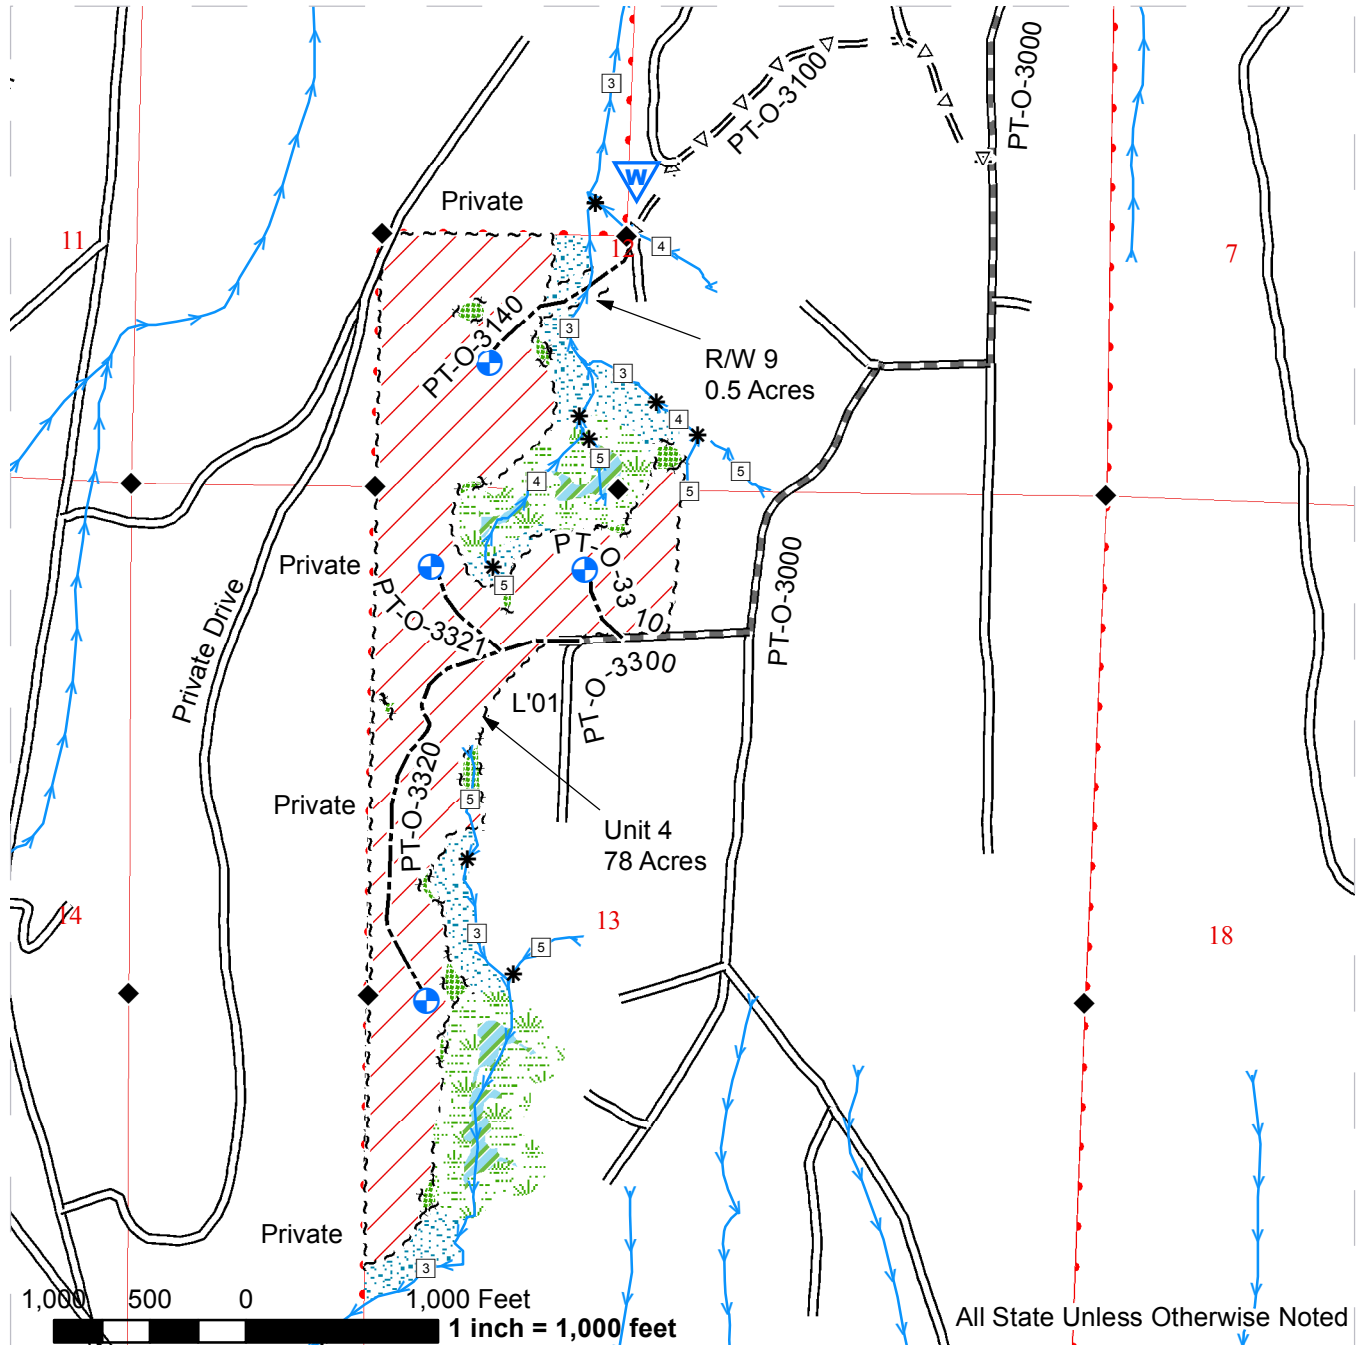 PT-O-3000
3
PT-O-3100
W
Private
11
12
4
7
PT-O-3140
3
R/W 9
0.5 Acres
3
4
5
5
4
5
PT-O-33
10
Private
5
PT-O-3321
PT-O-3000
Private Drive
PT-O-3300
L'01
PT-O-3320
Private
5
Unit 4
78 Acres
14
13
18
3
5
Private
3
1,000 500 0 1,000 Feet
1 inch = 1,000 feet
All State Unless Otherwise Noted